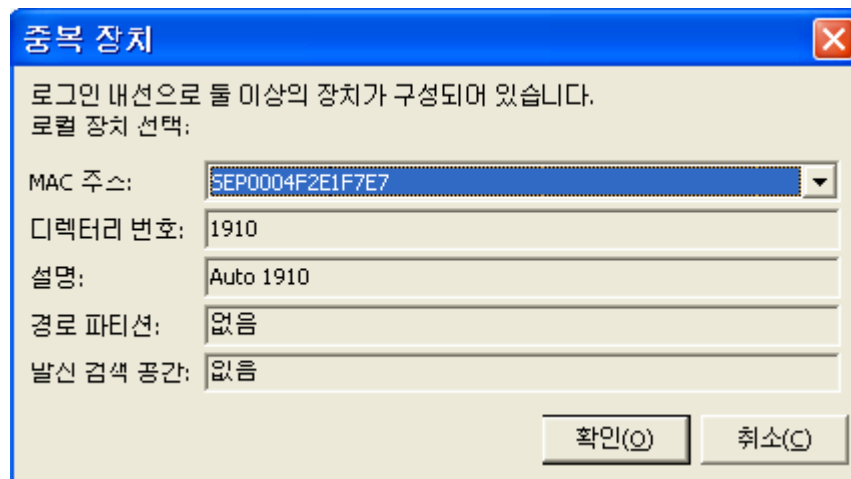 중복 장치
로그인 내선으로 둘 이상의 장치가 구성되어 있습니다.
로컬 장치 선택:
MAC 주소: SEP0004F2E1F7E7
디렉터리 번호: 1910
설명: Auto 1910
경로 파티션: 없음
발신 검색 공간: 없음
확인(O) 취소(C)